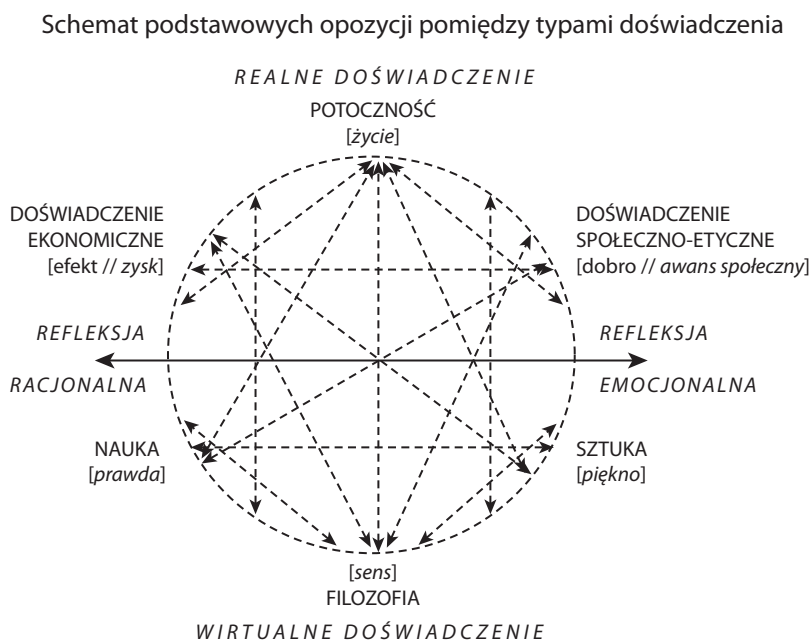 Schemat podstawowych opozycji pomiędzy typami doświadczenia
REALNE DOŚWIADCZENIE
POTOCZNOŚĆ
[życie]
DOŚWIADCZENIE
EKONOMICZNE
[efekt // zysk]
DOŚWIADCZENIE
SPOŁECZNO-ETYCZNE
[dobro // awans społeczny]
REFLEKSJA
RACJONALNA
REFLEKSJA
EMOCJONALNA
NAUKA
[prawda]
SZTUKA
[piękno]
[sens]
FILOZOFIA
WIRTUALNE DOŚWIADCZENIE